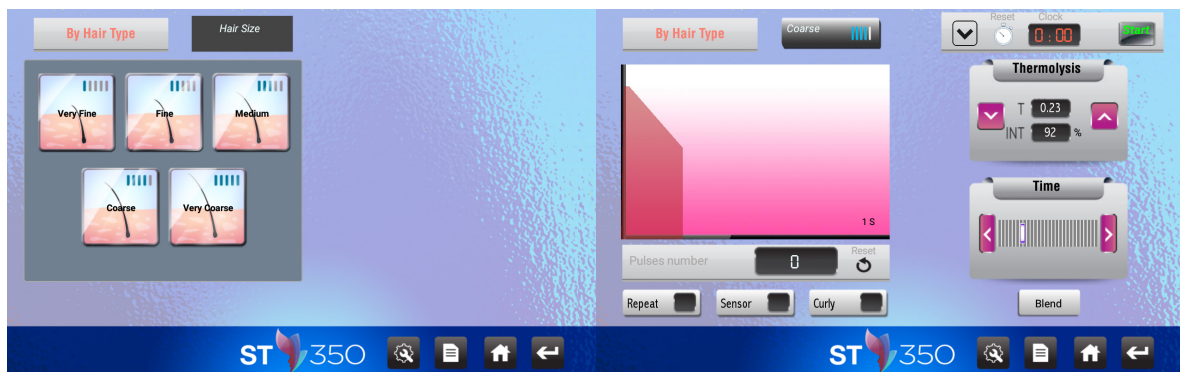 By Hair Type
Hair Size
Very Fine
Fine
Medium
Coarse
Very Coarse
ST 350
By Hair Type
Coarse
Reset
Clock
0:00
Start
Thermolysis
T 0.23
INT 92 %
Time
1 S
Pulses number 0 Reset
Repeat
Sensor
Curly
Blend
ST 350